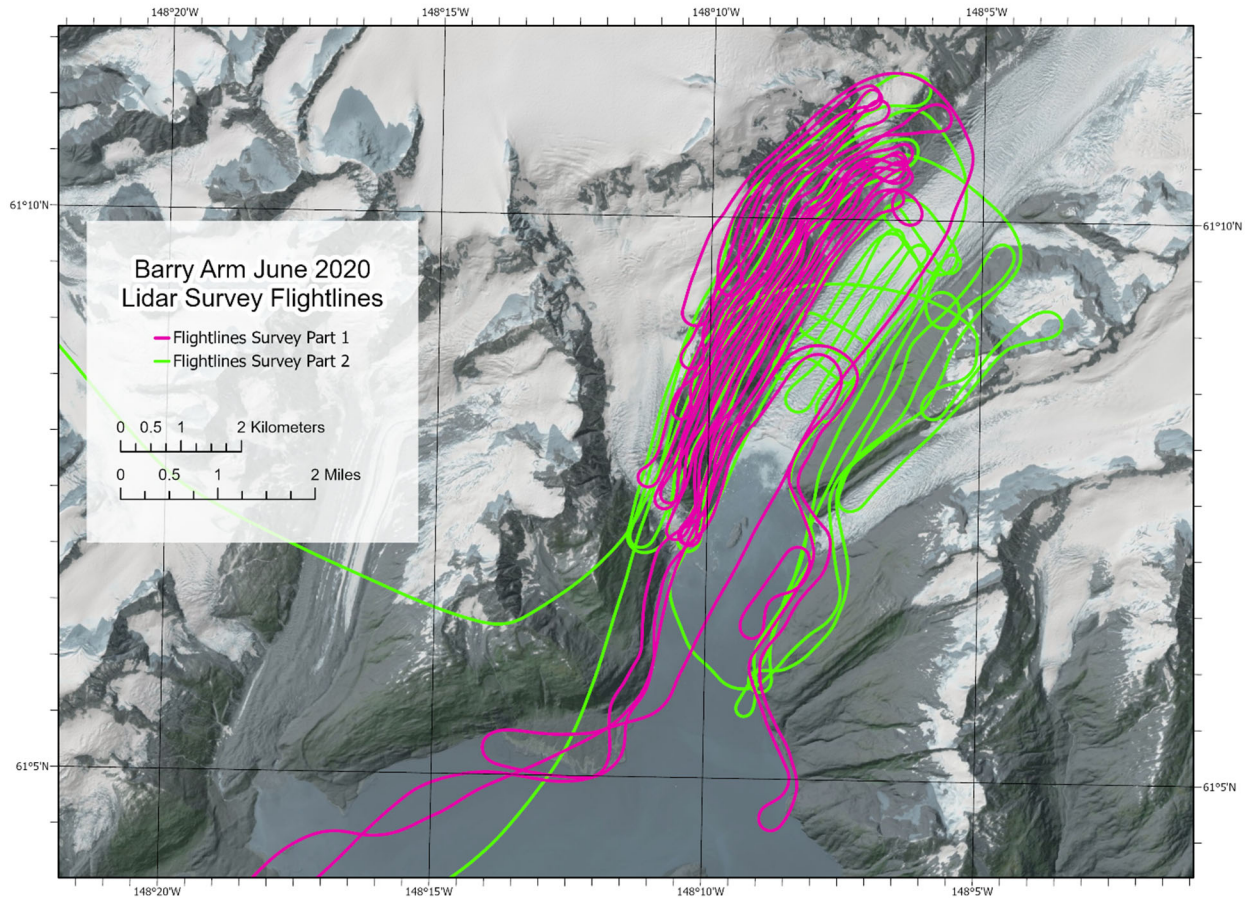 148°20'W 148°15'W 148°10'W 148°5'W
61°10'N
61°10'N
Barry Arm June 2020
Lidar Survey Flightlines
Flightlines Survey Part 1
Flightlines Survey Part 2
0 0.5 1 2 Kilometers
0 0.5 1 2 Miles
61°5'N
61°5'N
148°20'W 148°15'W 148°10'W 148°5'W